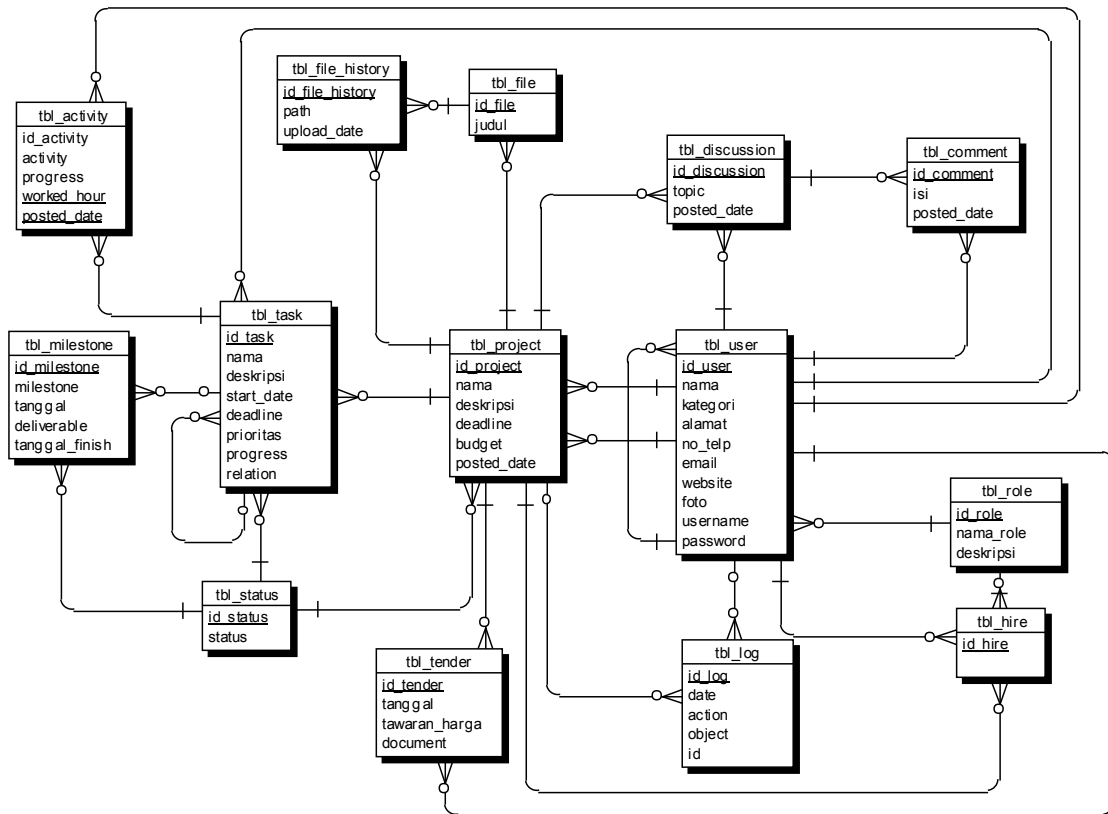 tbl_file_history
id_file_history
path
upload_date
tbl_file
id_file
judul
tbl_activity
id_activity
activity
progress
worked_hour
posted_date
tbl_discussion
id_discussion
topic
posted_date
tbl_comment
id_comment
isi
posted_date
tbl_task
id_task
nama
deskripsi
start_date
deadline
prioritas
progress
relation
tbl_milestone
id_milestone
milestone
tanggal
deliverable
tanggal_finish
tbl_project
id_project
nama
deskripsi
deadline
budget
posted_date
tbl_user
id_user
nama
kategori
alamat
no_telp
email
website
foto
username
password
tbl_role
id_role
nama_role
deskripsi
tbl_status
id_status
status
tbl_hire
id_hire
tbl_tender
id_tender
tanggal
tawaran_harga
document
tbl_log
id_log
date
action
object
id